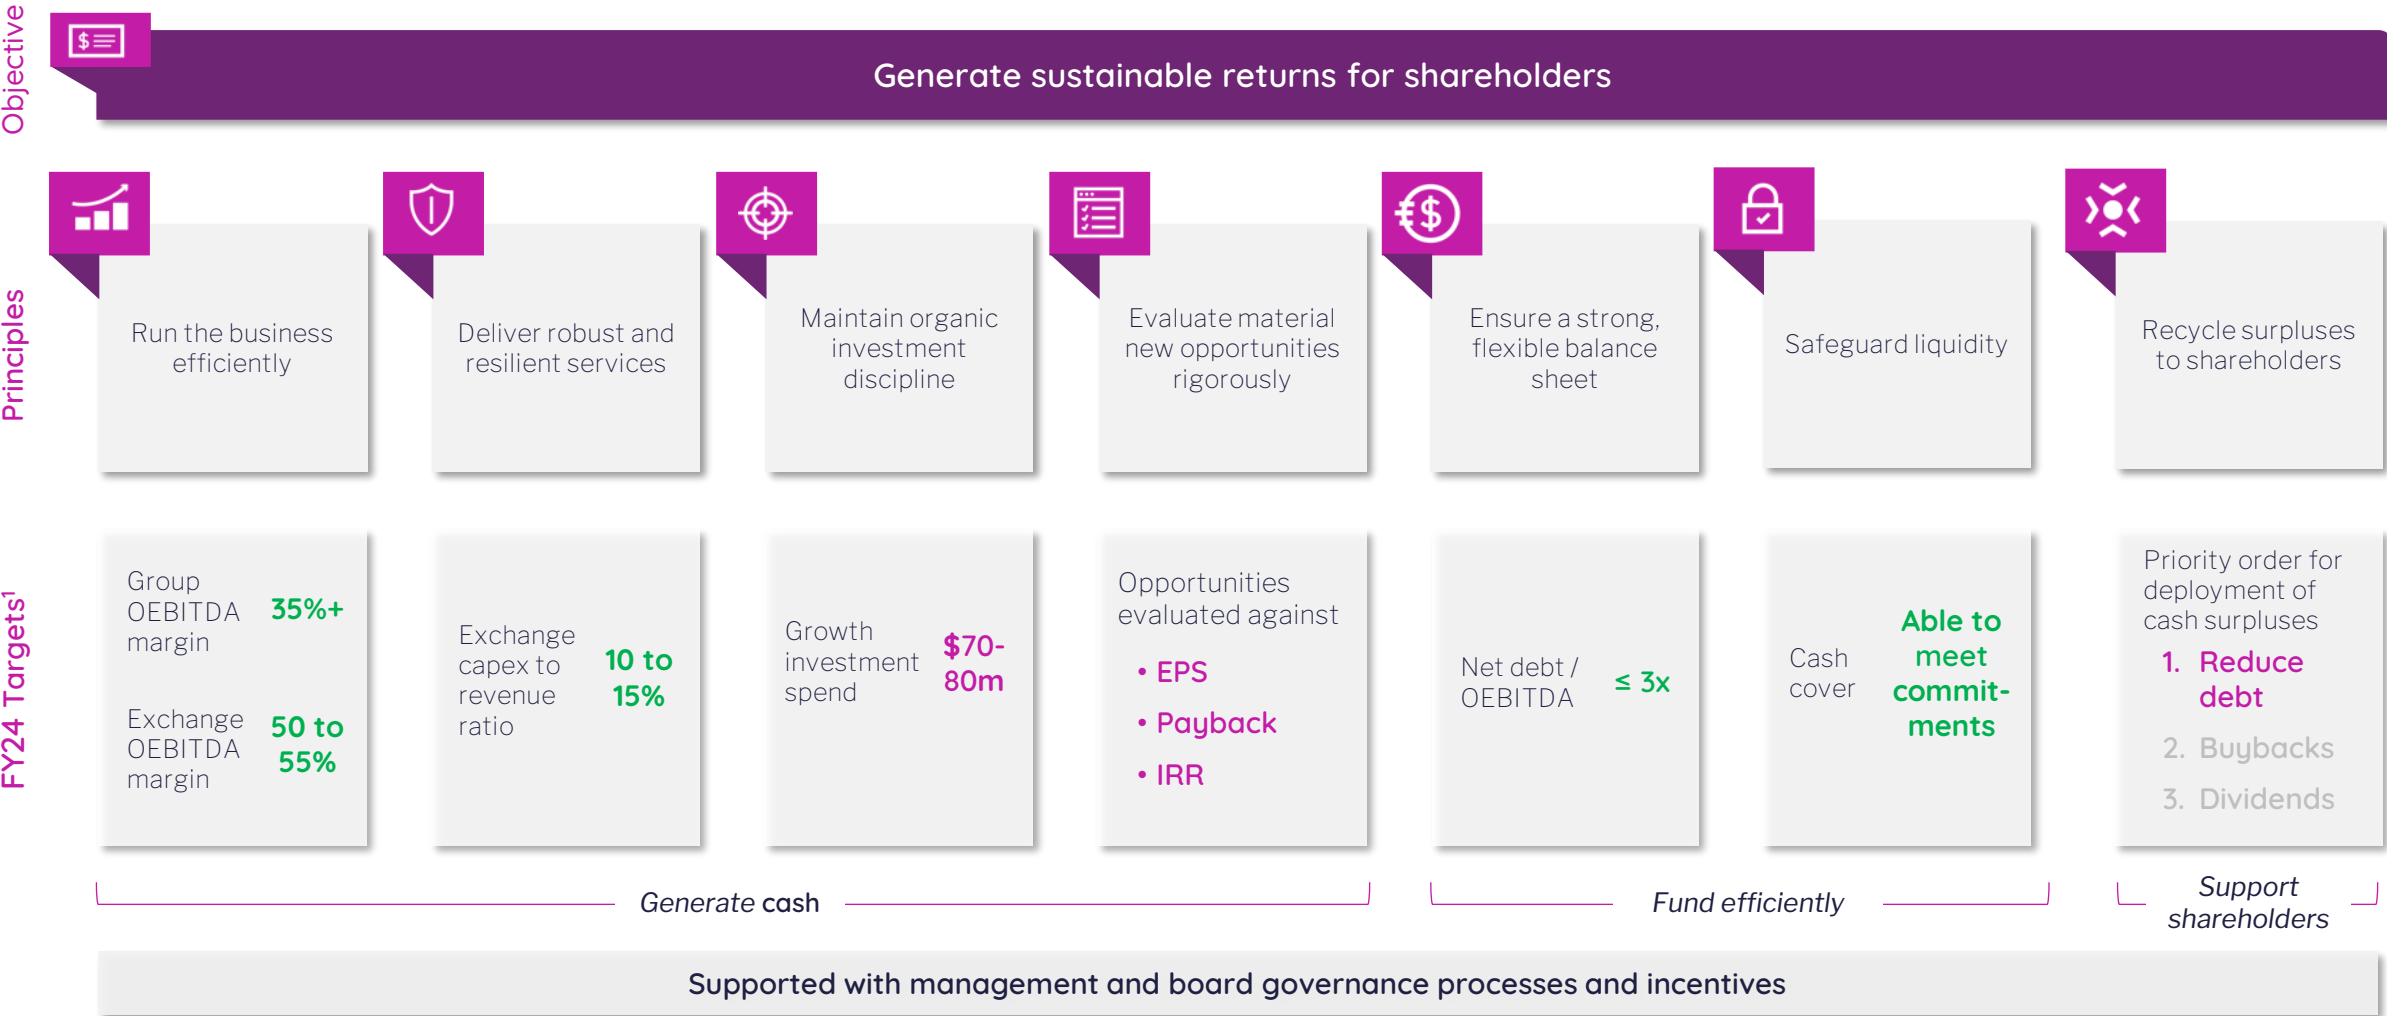 Objective
Generate sustainable returns for shareholders
Principles
Run the business
efficiently
Deliver robust and
resilient services
Maintain organic
investment
discipline
Evaluate material
new opportunities
rigorously
Ensure a strong,
flexible balance
sheet
Safeguard liquidity
Recycle surpluses
to shareholders
FY24 Targets¹
Group
OEBITDA
margin
35%+
Exchange
OEBITDA
margin
50 to
55%
Exchange
capex to
revenue
ratio
10 to
15%
Growth
investment
spend
$70-
80m
Opportunities
evaluated against
• EPS
• Payback
• IRR
Net debt /
OEBITDA
≤ 3x
Cash
cover
Able to
meet
commit-
ments
Priority order for
deployment of
cash surpluses
1. Reduce
debt
2. Buybacks
3. Dividends
Generate cash
Fund efficiently
Support
shareholders
Supported with management and board governance processes and incentives